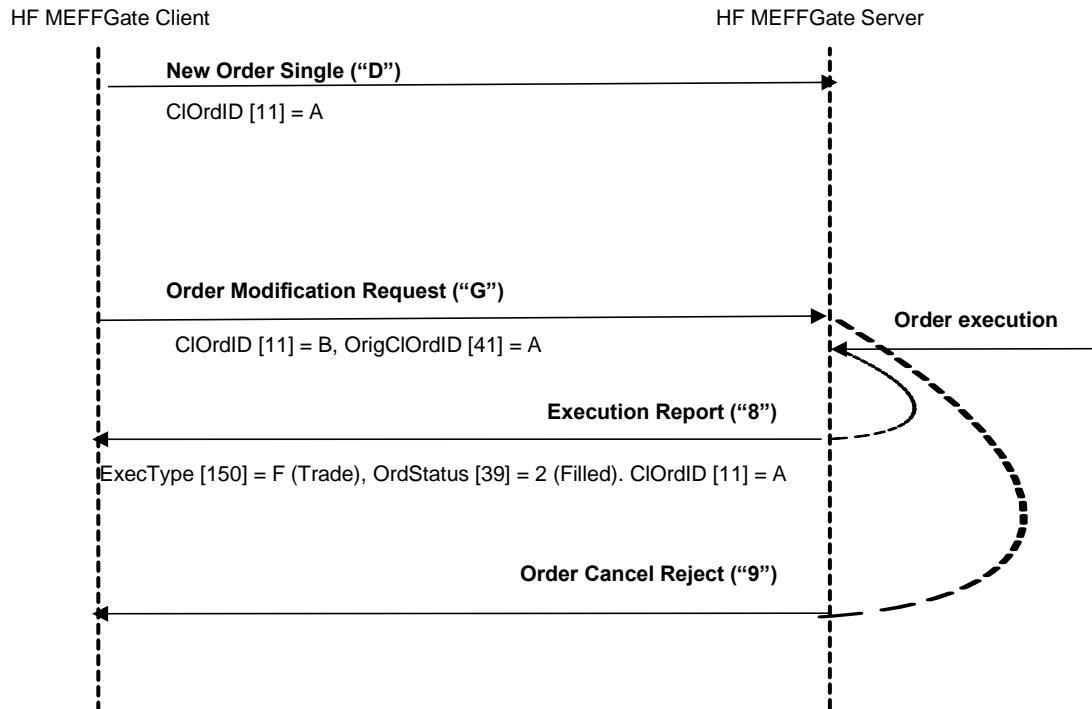 HF MEFFGate Client
HF MEFFGate Server
New Order Single (“D”)
ClOrdID [11] = A
Order Modification Request (“G”)
Order execution
ClOrdID [11] = B, OrigClOrdID [41] = A
Execution Report (“8”)
ExecType [150] = F (Trade), OrdStatus [39] = 2 (Filled). ClOrdID [11] = A
Order Cancel Reject (“9”)